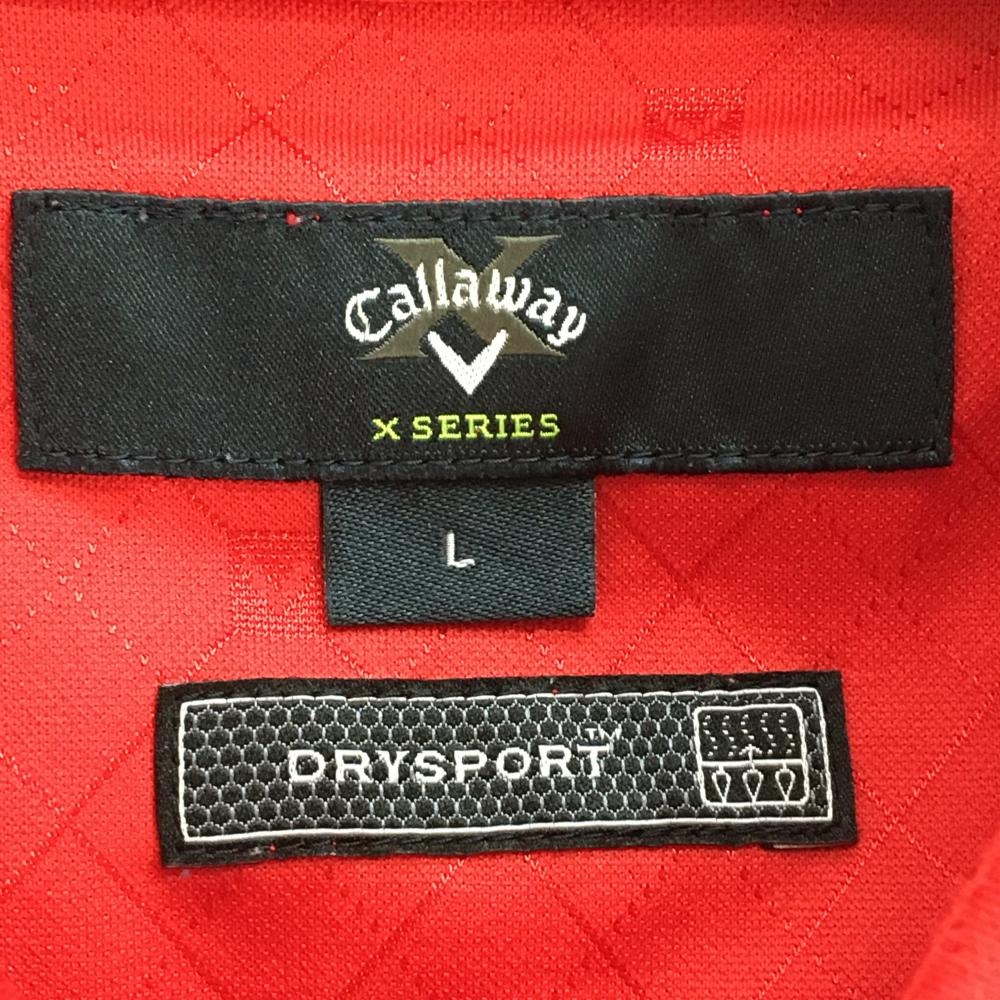 X
Callaway
X SERIES
L
DRYSPORT™